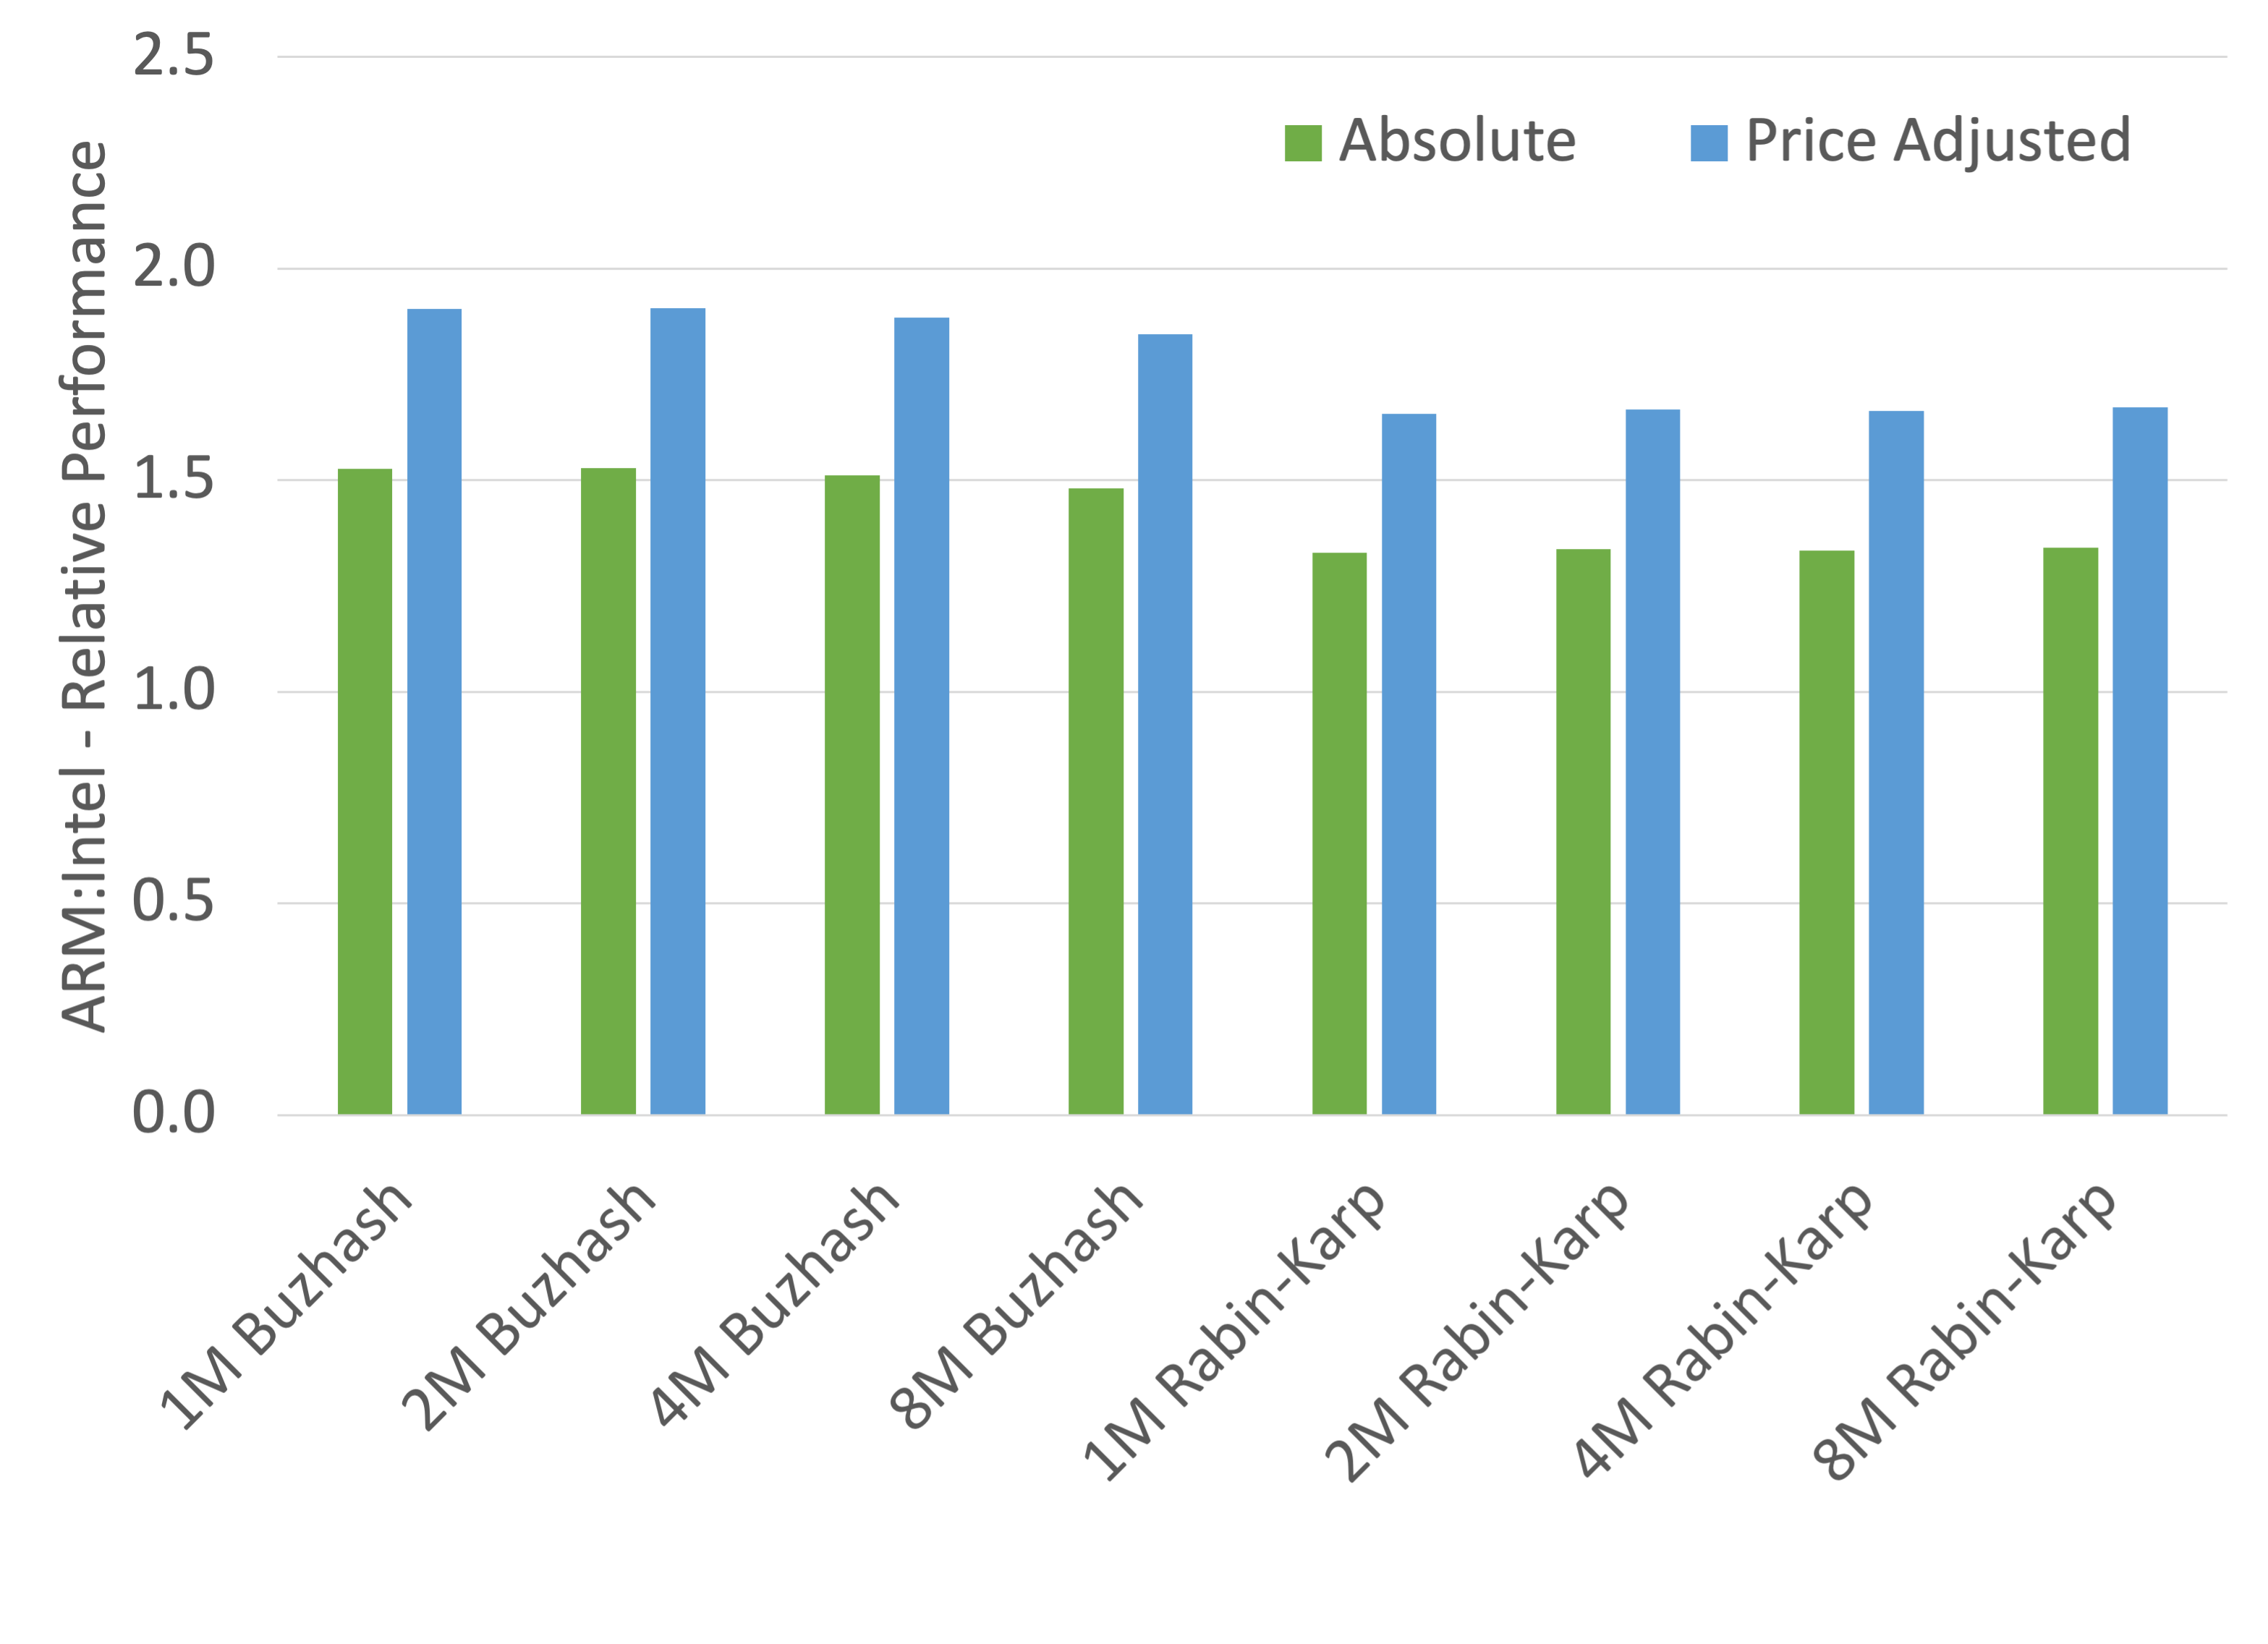 2.5
Absolute
Price Adjusted
2.0
1.5
1.0
0.5
0.0
ARM:Intel - Relative Performance
1M Buzhash
2M Buzhash
4M Buzhash
8M Buzhash
1M Rabin-Karp
2M Rabin-Karp
4M Rabin-Karp
8M Rabin-Karp